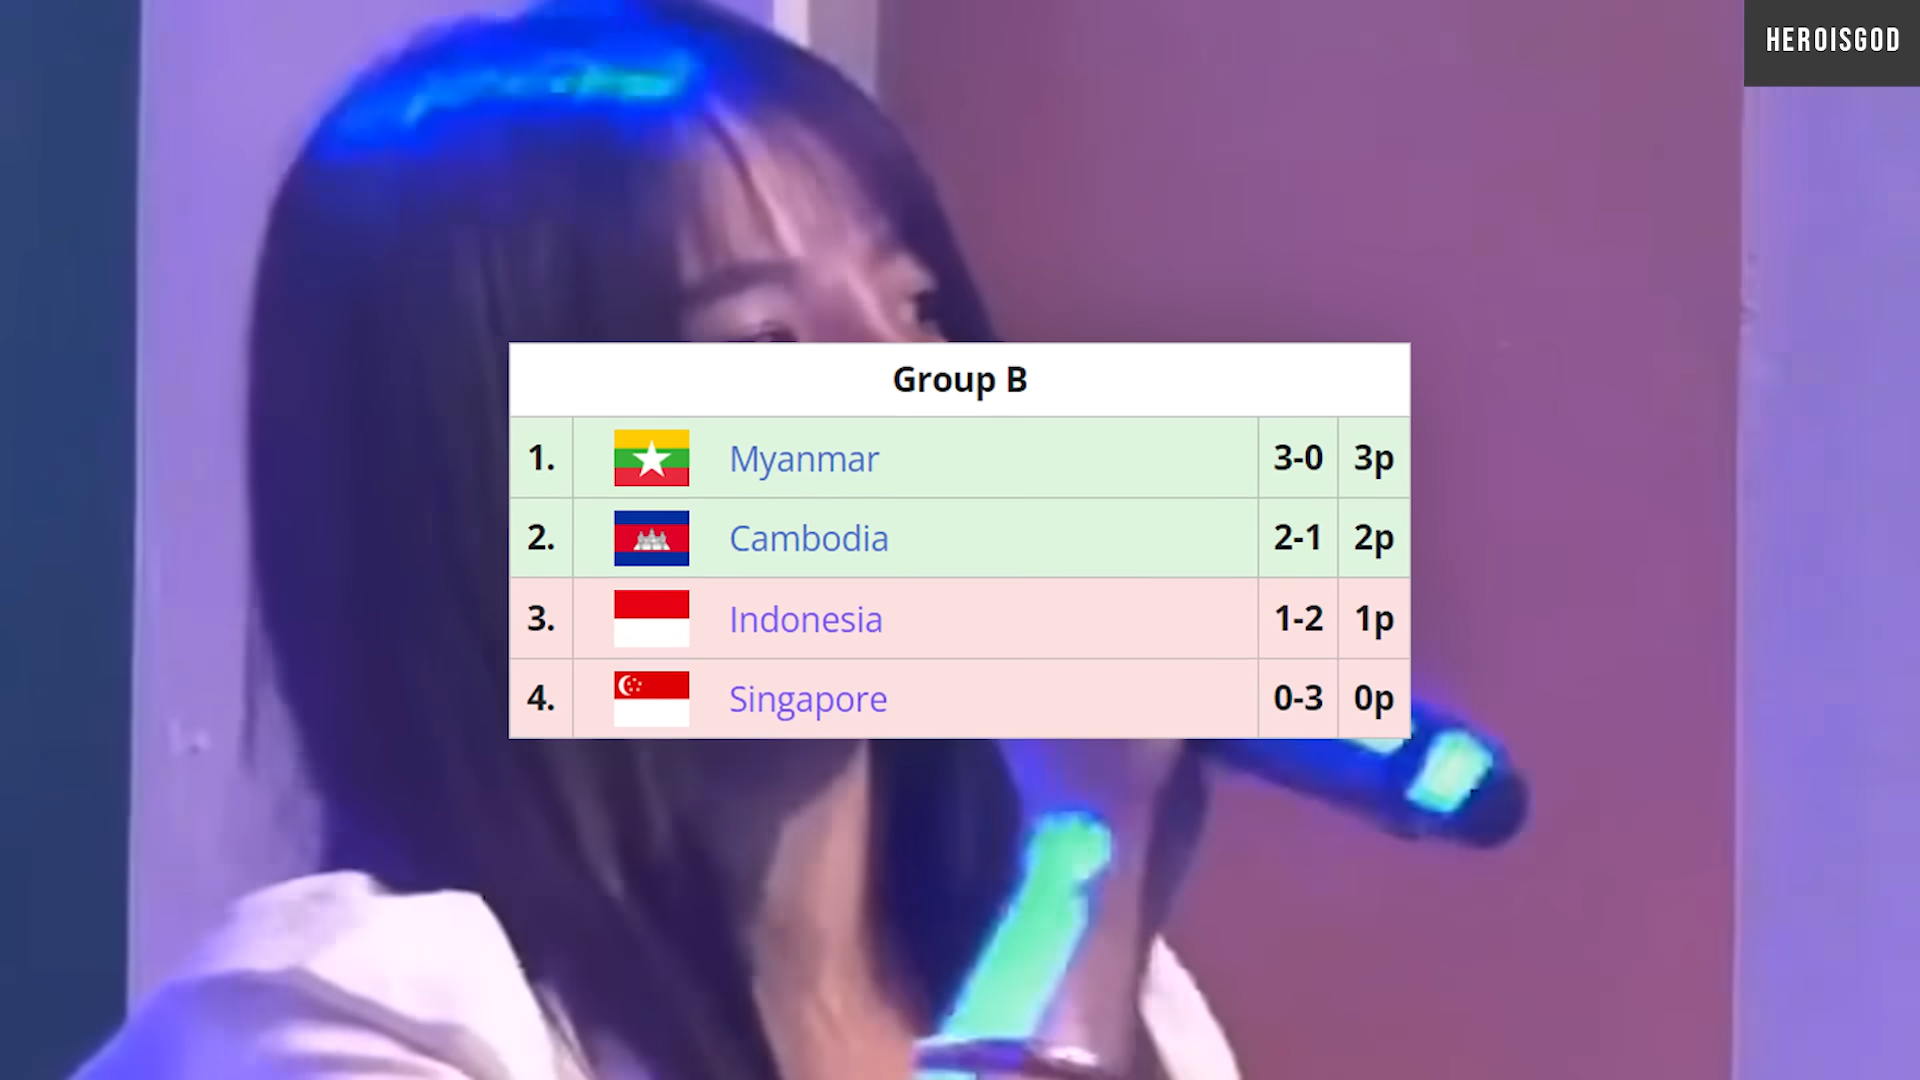 HEROISGOD
Group B
1. Myanmar 3-0 3p
2. Cambodia 2-1 2p
3. Indonesia 1-2 1p
4. Singapore 0-3 0p